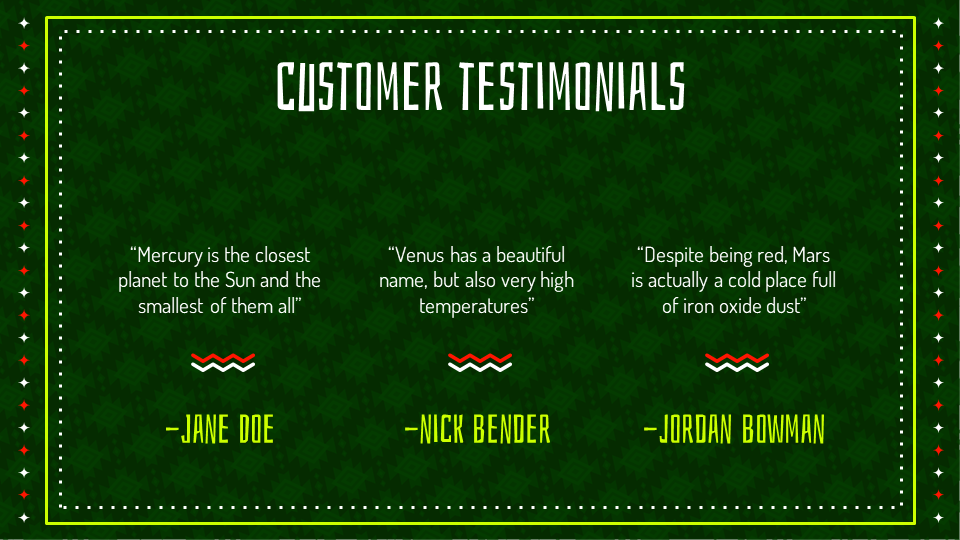 CUSTOMER TESTIMONIALS
“Mercury is the closest
planet to the Sun and the
smallest of them all”
–JANE DOE
“Venus has a beautiful
name, but also very high
temperatures”
–NICK BENDER
“Despite being red, Mars
is actually a cold place full
of iron oxide dust”
–JORDAN BOWMAN